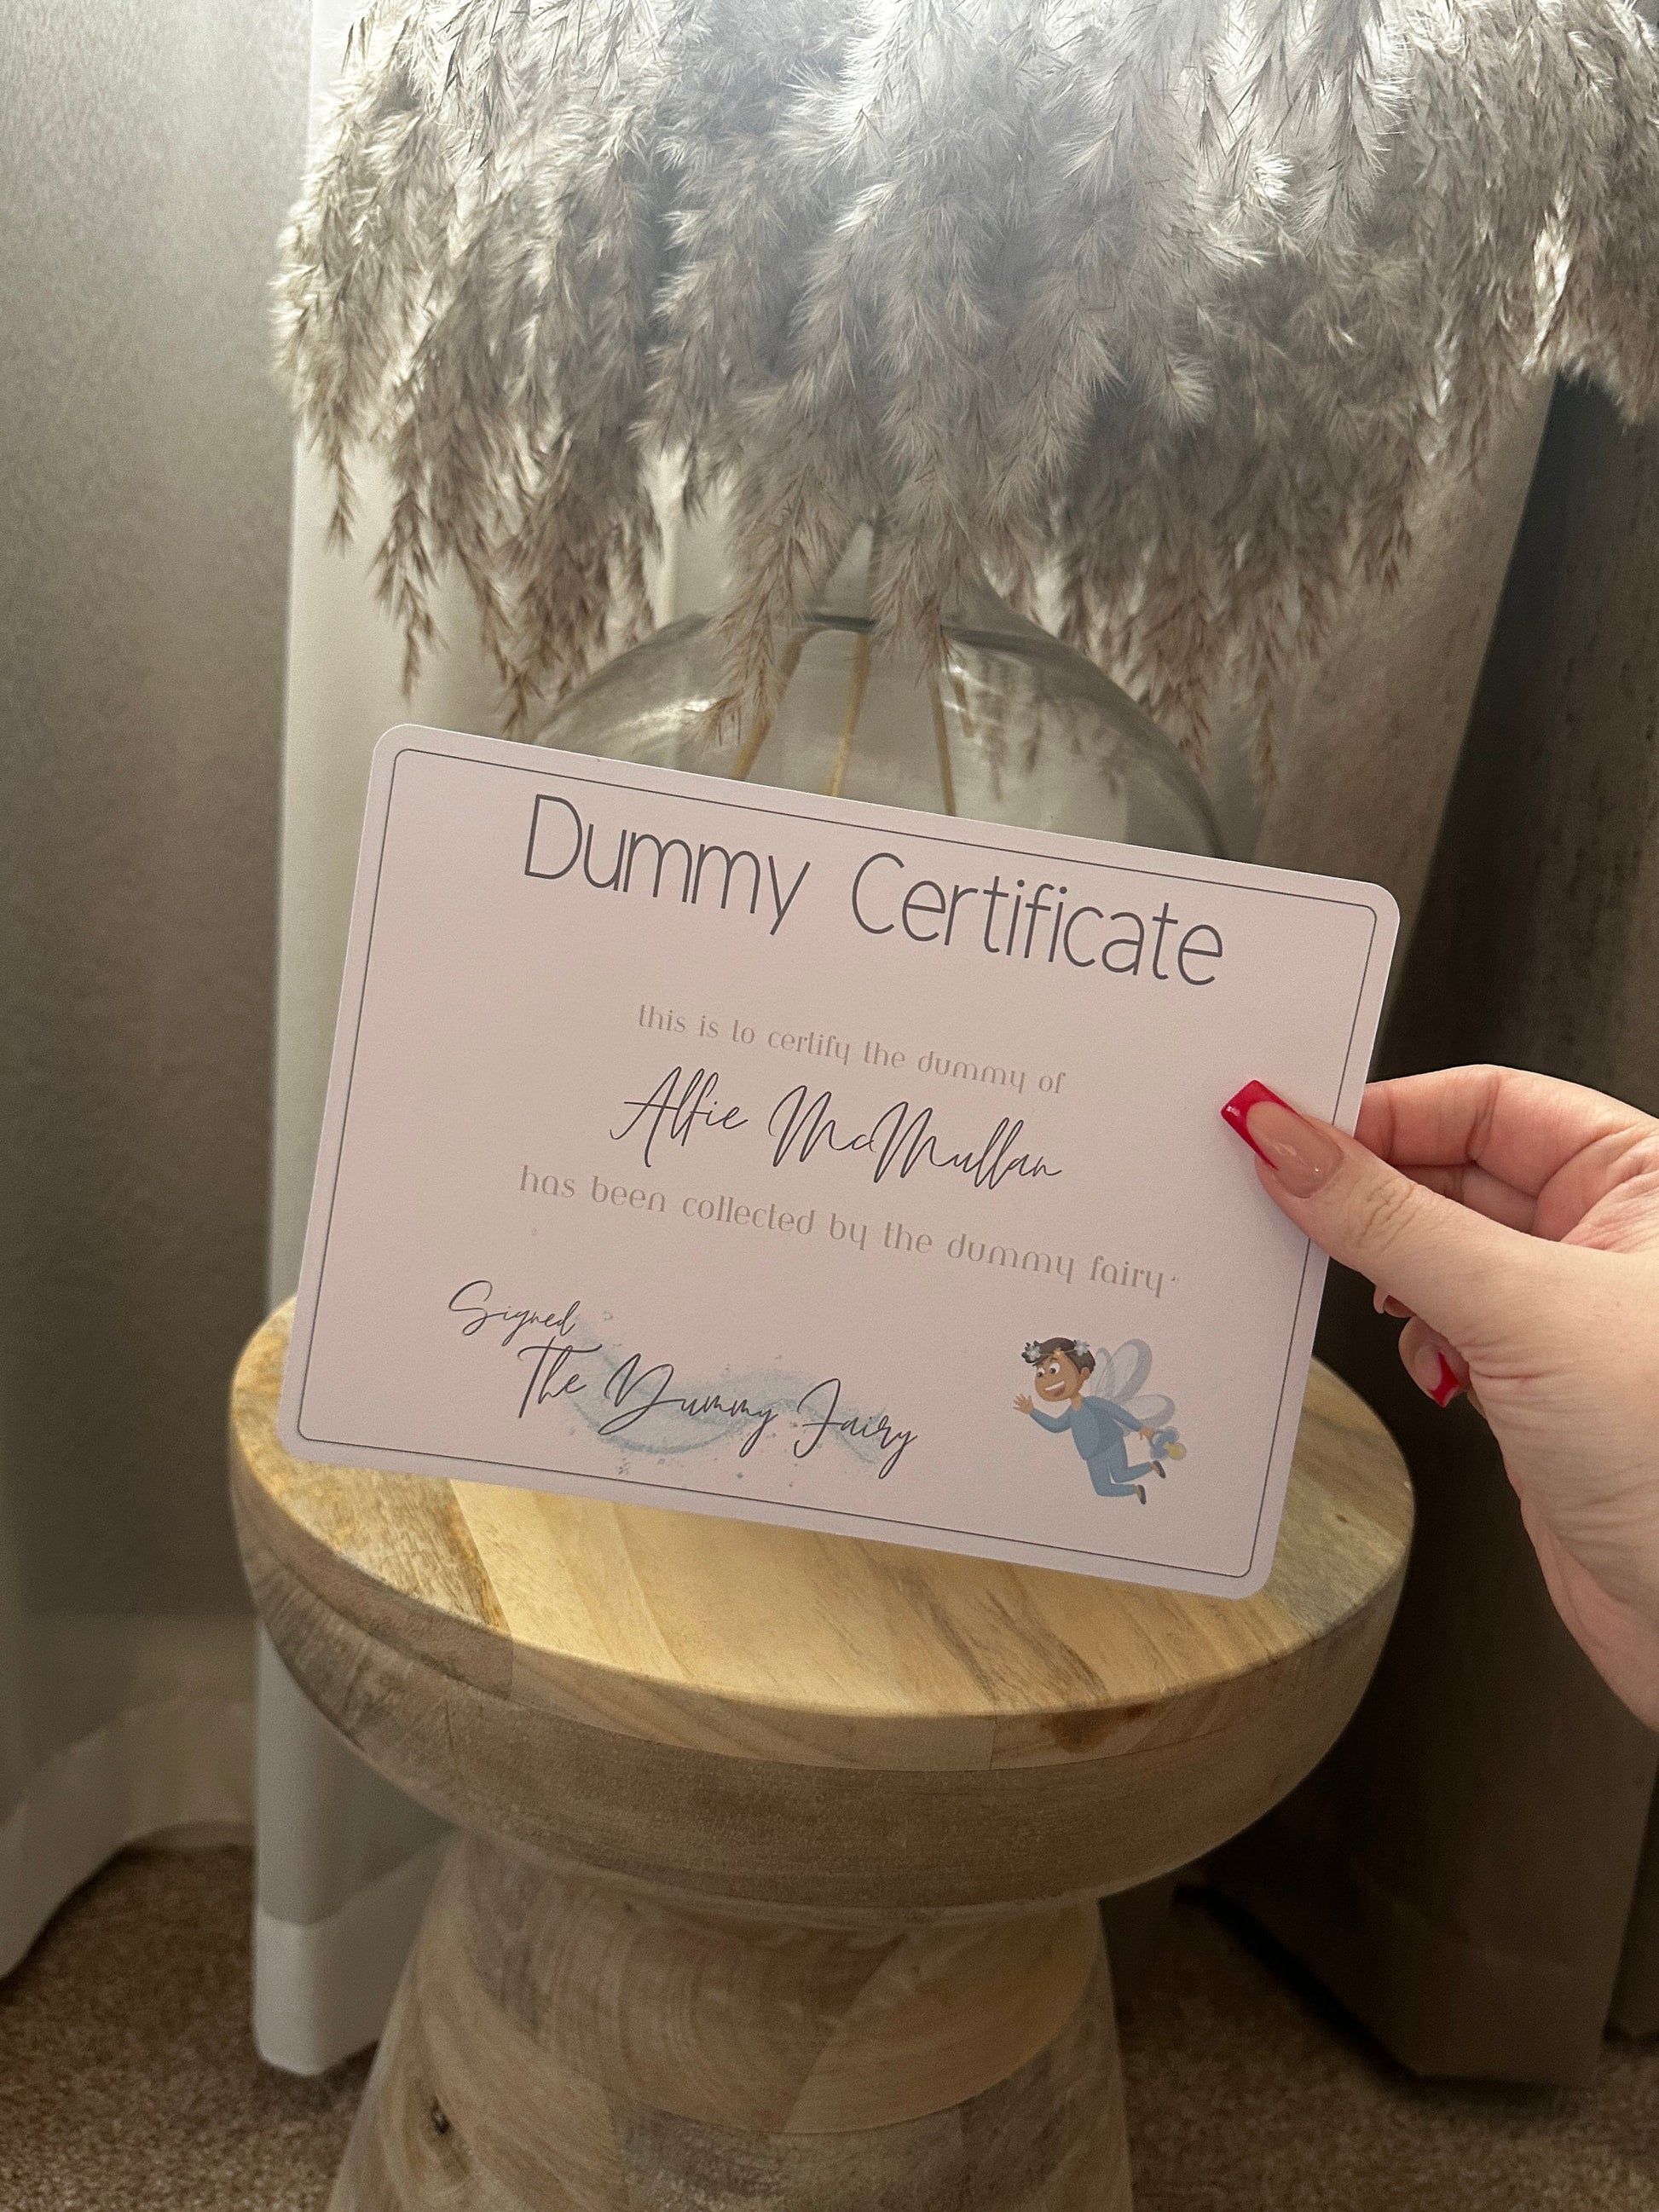 Dummy Certificate
this is to certify the dummy of
Alfie McMullan
has been collected by the dummy fairy"
Signed
The Dummy Fairy